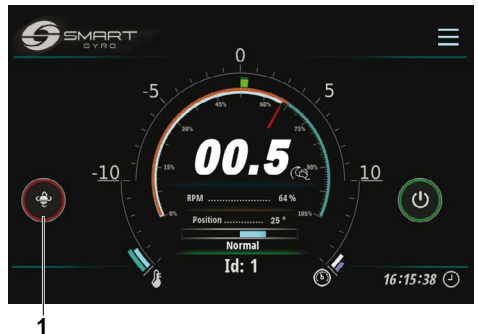 SMART
GYRO
0
-5
5
45%
60%
30%
75%
00.5
15%
90%
-10
10
RPM .................. 64 %
0%
105%
Position ............ 25 °
Normal
Id: 1
16:15:38
1